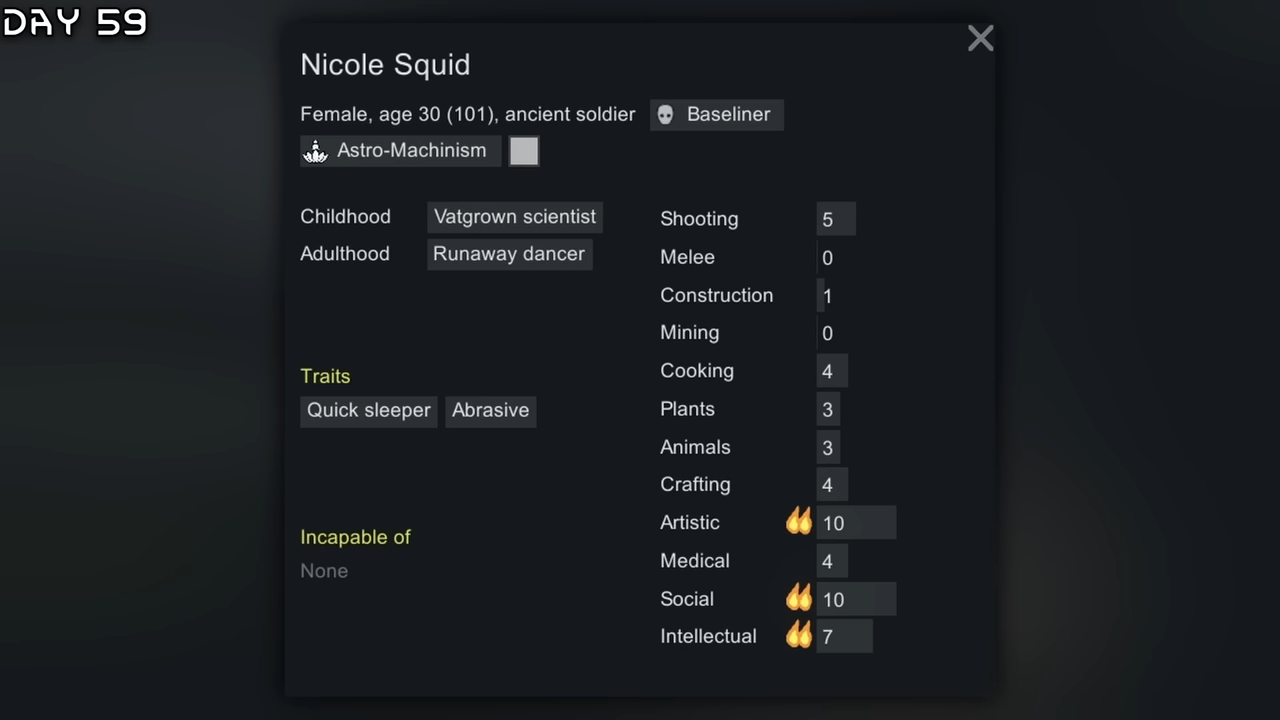 DAY 59
Nicole Squid
Female, age 30 (101), ancient soldier Baseliner
Astro-Machinism
Childhood Vatgrown scientist
Adulthood Runaway dancer
Traits
Quick sleeper Abrasive
Incapable of
None
Shooting 5
Melee 0
Construction 1
Mining 0
Cooking 4
Plants 3
Animals 3
Crafting 4
Artistic 10
Medical 4
Social 10
Intellectual 7